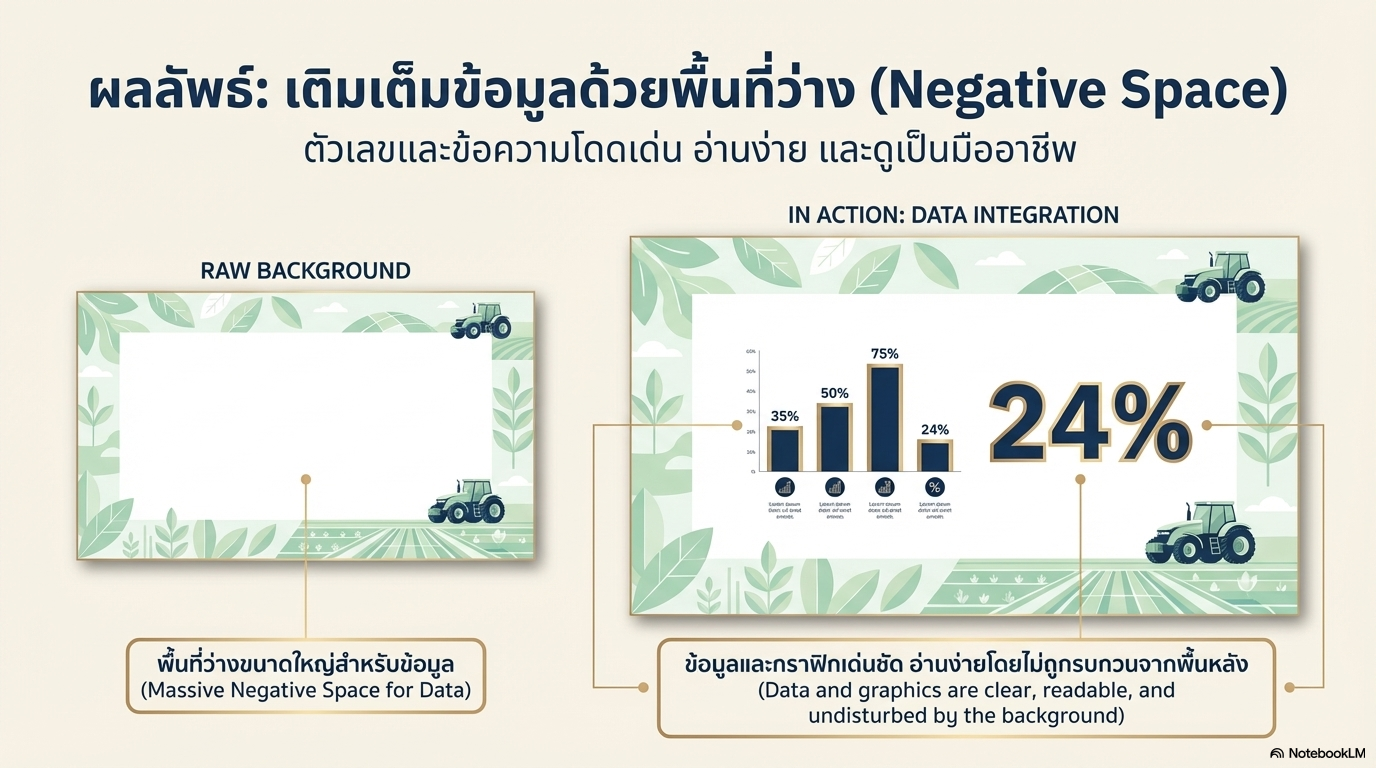 ผลลัพธ์: เติมเต็มข้อมูลด้วยพื้นที่ว่าง (Negative Space)
ตัวเลขและข้อความโดดเด่น อ่านง่าย และดูเป็นมืออาชีพ
RAW BACKGROUND
พื้นที่ว่างขนาดใหญ่สำหรับข้อมูล
(Massive Negative Space for Data)
IN ACTION: DATA INTEGRATION
35%
50%
75%
24%
%
24%
ข้อมูลและกราฟิกเด่นชัด อ่านง่ายโดยไม่ถูกรบกวนจากพื้นหลัง
(Data and graphics are clear, readable, and
undisturbed by the background)
NotebookLM